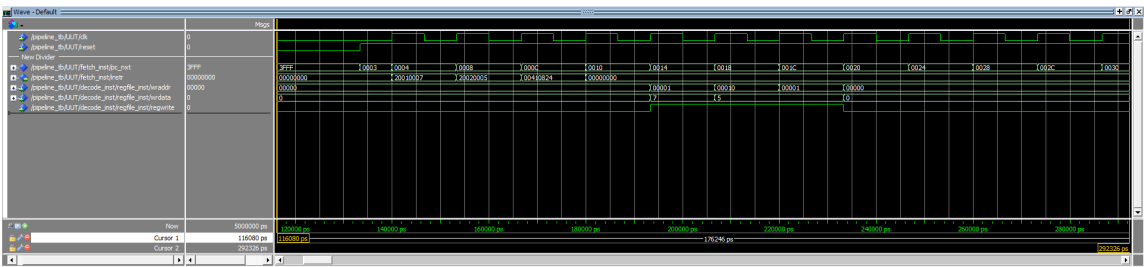 Wave - Default
Msgs
/pipeline_tb/UUT/clk 0
/pipeline_tb/UUT/reset 0
New Divider
/pipeline_tb/UUT/fetch_inst/pc_nxt 3FFF 3FFF 0003 0004 0008 000C 0010 0014 0018 001C 0020 0024 0028 002C 0030
/pipeline_tb/UUT/fetch_inst/instr 00000000 00000000 20010007 20020005 00410824 00000000
/pipeline_tb/UUT/decode_inst/regfile_inst/wraddr 00000 00000 00001 00010 00001 00000
/pipeline_tb/UUT/decode_inst/regfile_inst/wrdata 0 0 7 5 0
/pipeline_tb/UUT/decode_inst/regfile_inst/regwrite 0
Now 5000000 ps 120000 ps 140000 ps 160000 ps 180000 ps 200000 ps 220000 ps 240000 ps 260000 ps 280000 ps
Cursor 1 116080 ps 116080 ps 176246 ps
Cursor 2 292326 ps 292326 ps